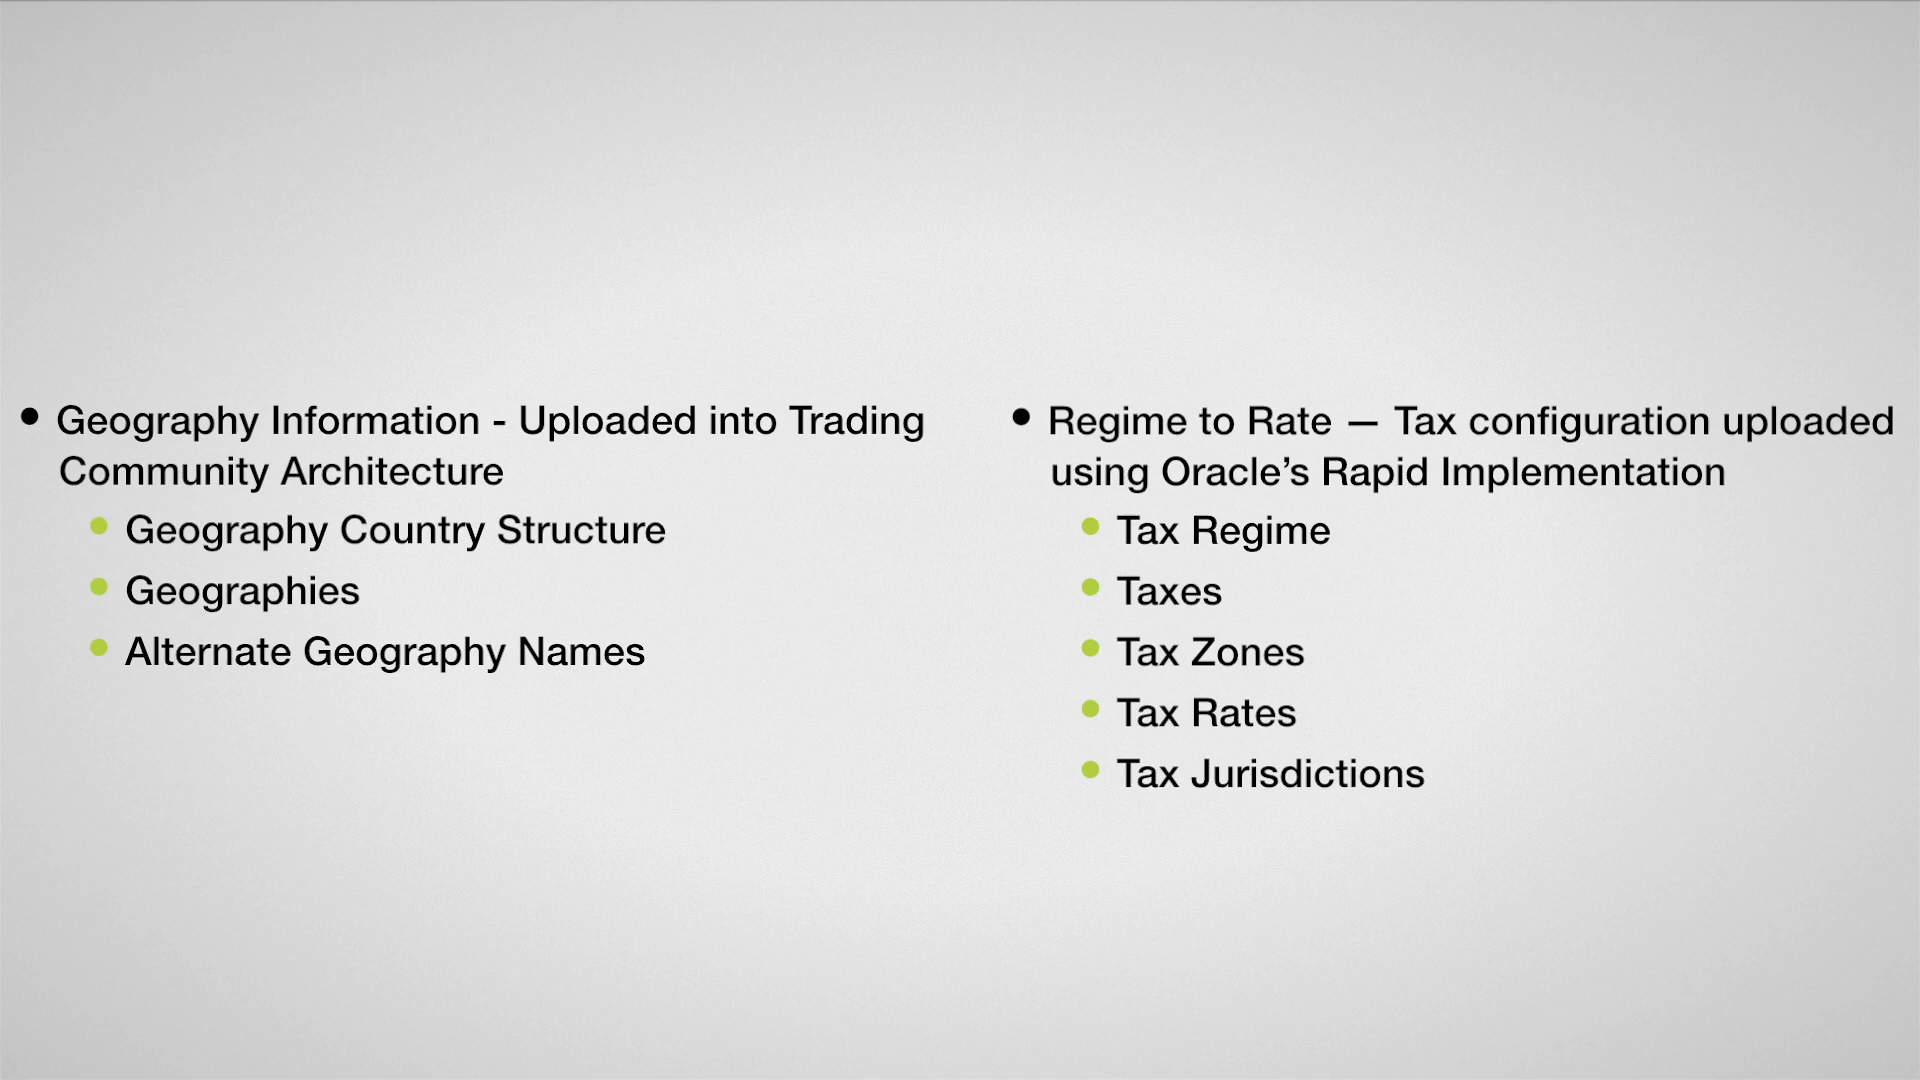 • Geography Information - Uploaded into Trading
Community Architecture
• Geography Country Structure
• Geographies
• Alternate Geography Names
• Regime to Rate — Tax configuration uploaded
using Oracle’s Rapid Implementation
• Tax Regime
• Taxes
• Tax Zones
• Tax Rates
• Tax Jurisdictions